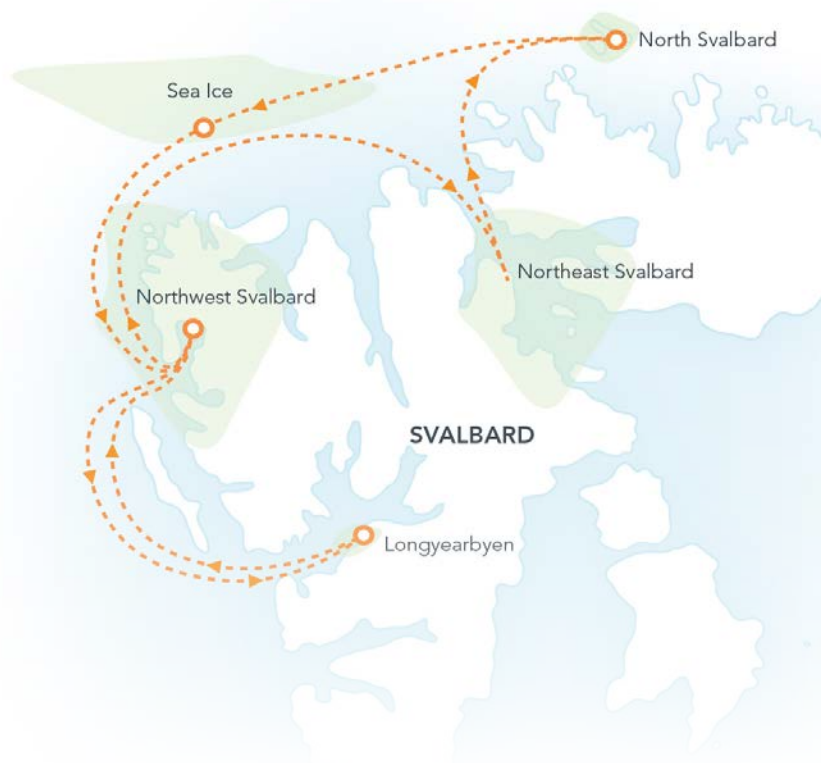 North Svalbard
Sea Ice
Northeast Svalbard
Northwest Svalbard
SVALBARD
Longyearbyen